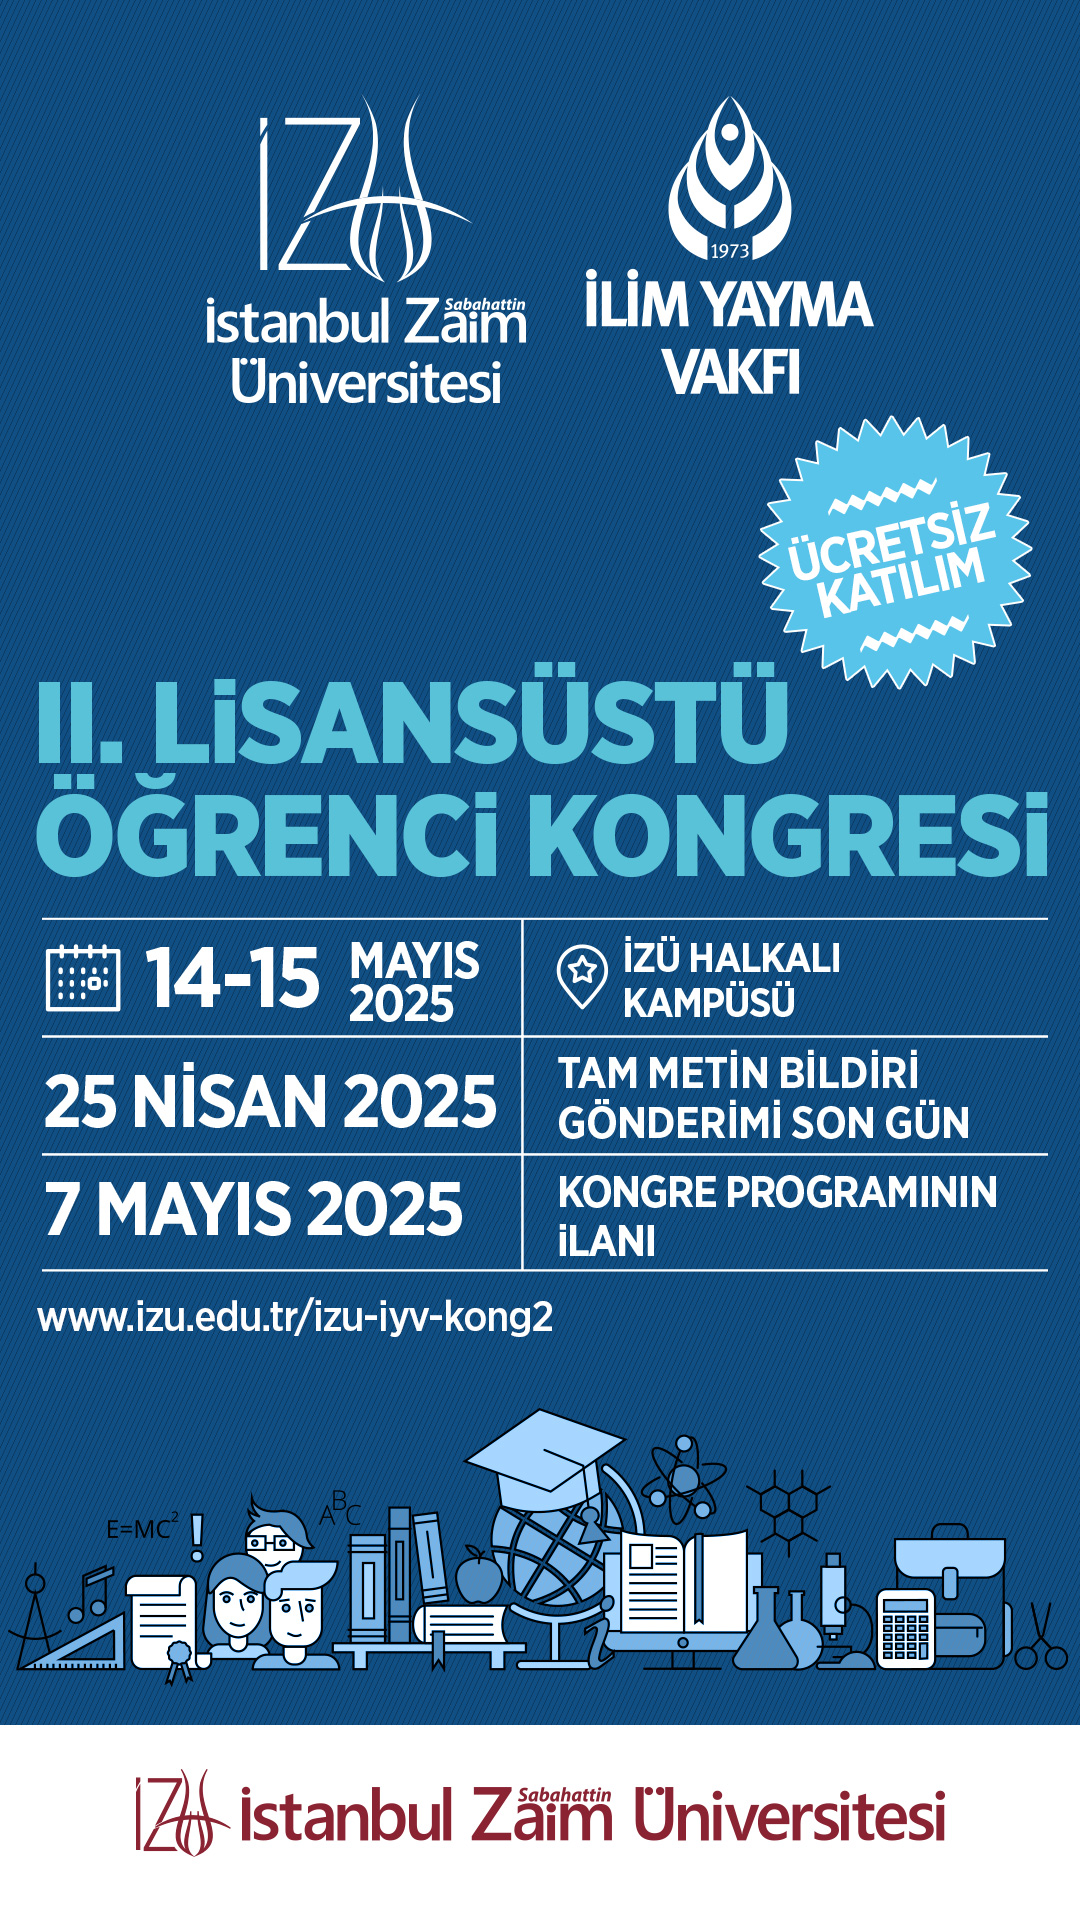 İZÜ
İstanbul Sabahattin Zaim
Üniversitesi
1973
İLİM YAYMA
VAKFI
ÜCRETSİZ
KATILIM
II. LİSANSÜSTÜ
ÖĞRENCİ KONGRESİ
14-15 MAYIS
2025
İZÜ HALKALI
KAMPÜSÜ
25 NİSAN 2025
TAM METİN BİLDİRİ
GÖNDERİMİ SON GÜN
7 MAYIS 2025
KONGRE PROGRAMININ
İLANI
www.izu.edu.tr/izu-iyv-kong2
E=MC²
!
ABC
i
İZÜ İstanbul Sabahattin Zaim Üniversitesi